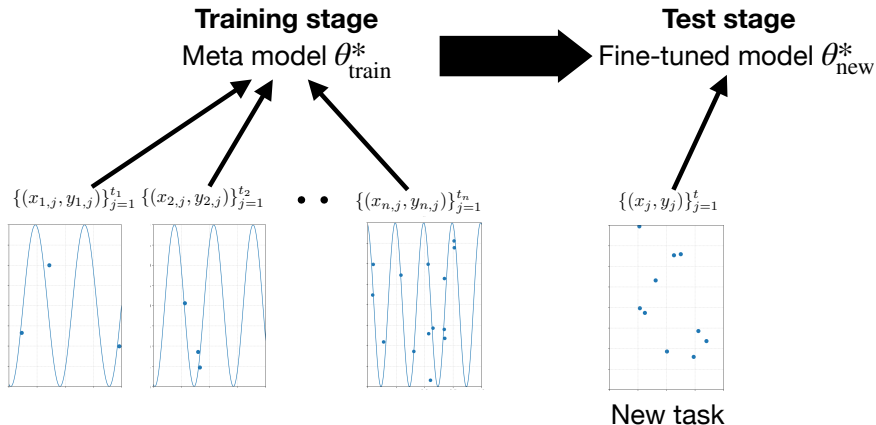 Training stage
Meta model θ*train
Test stage
Fine-tuned model θ*new
{(x1,j, y1,j)}t1j=1
{(x2,j, y2,j)}t2j=1
• •
{(xn,j, yn,j)}tnj=1
{(xj, yj)}tj=1
New task